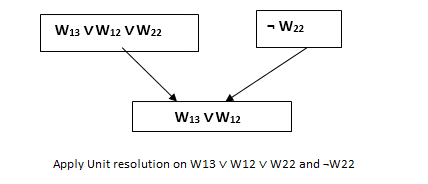 W₁₃ ∨ W₁₂ ∨ W₂₂
¬ W₂₂
W₁₃ ∨ W₁₂
Apply Unit resolution on W13 ∨ W12 ∨ W22 and ¬W22